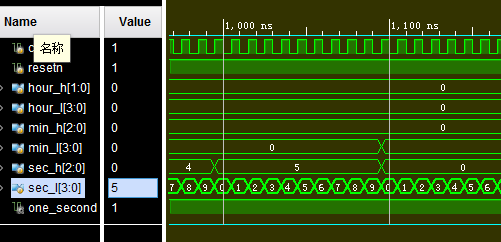 Name Value 1,000 ns 1,100 ns
名称 1
resetn 1
hour_h[1:0] 0 0
hour_l[3:0] 0 0
min_h[2:0] 0 0
min_l[3:0] 0 0
sec_h[2:0] 0 4 5 0
sec_l[3:0] 5 7 8 9 0 1 2 3 4 5 6 7 8 9 0 1 2 3 4 5 6
one_second 1